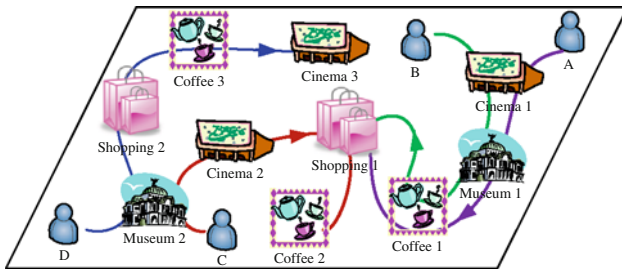 Coffee 3
Cinema 3
B
A
Cinema 1
Shopping 2
Cinema 2
Shopping 1
Museum 1
D
Museum 2
C
Coffee 2
Coffee 1